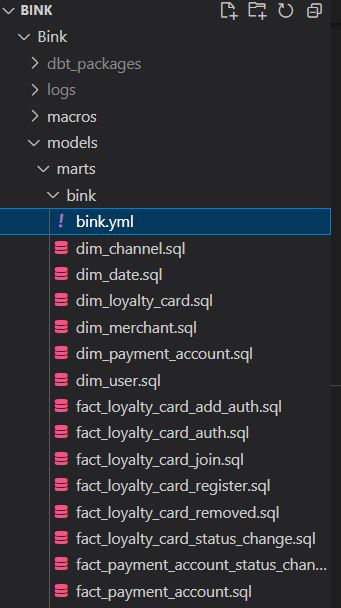 BINK
Bink
dbt_packages
logs
macros
models
marts
bink
! bink.yml
dim_channel.sql
dim_date.sql
dim_loyalty_card.sql
dim_merchant.sql
dim_payment_account.sql
dim_user.sql
fact_loyalty_card_add_auth.sql
fact_loyalty_card_auth.sql
fact_loyalty_card_join.sql
fact_loyalty_card_register.sql
fact_loyalty_card_removed.sql
fact_loyalty_card_status_change.sql
fact_payment_account_status_chan...
fact_payment_account.sql